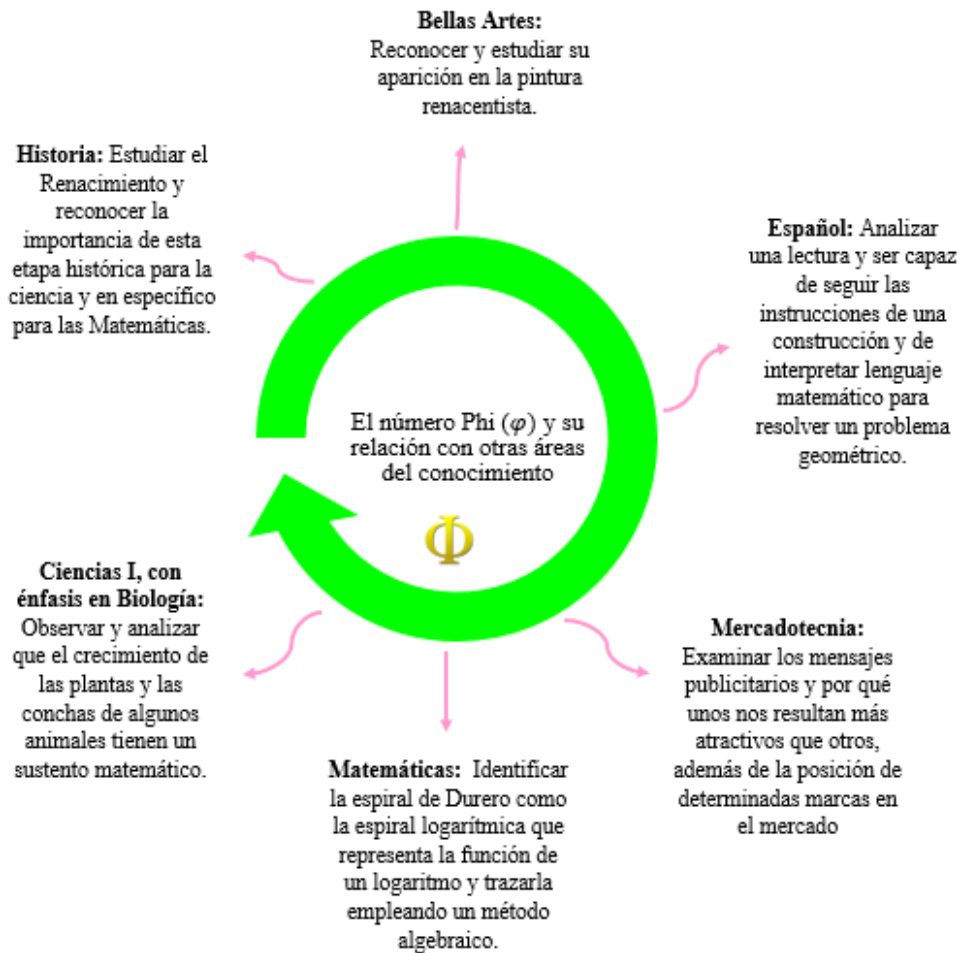 Bellas Artes:
Reconocer y estudiar su
aparición en la pintura
renacentista.
Historia: Estudiar el
Renacimiento y
reconocer la
importancia de esta
etapa histórica para la
ciencia y en específico
para las Matemáticas.
Español: Analizar
una lectura y ser capaz
de seguir las
instrucciones de una
construcción y de
interpretar lenguaje
matemático para
resolver un problema
geométrico.
El número Phi (φ) y su
relación con otras áreas
del conocimiento
Φ
Ciencias I, con
énfasis en Biología:
Observar y analizar
que el crecimiento de
las plantas y las
conchas de algunos
animales tienen un
sustento matemático.
Mercadotecnia:
Examinar los mensajes
publicitarios y por qué
unos nos resultan más
atractivos que otros,
además de la posición de
determinadas marcas en
el mercado
Matemáticas: Identificar
la espiral de Durero como
la espiral logarítmica que
representa la función de
un logaritmo y trazarla
empleando un método
algebraico.